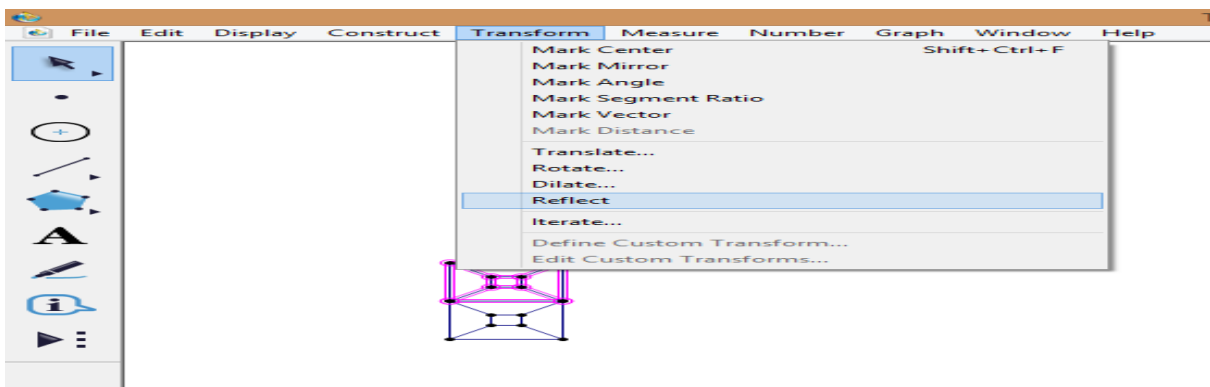 T
File Edit Display Construct Transform Measure Number Graph Window Help
Mark Center Shift+Ctrl+F
Mark Mirror
Mark Angle
Mark Segment Ratio
Mark Vector
Mark Distance
Translate...
Rotate...
Dilate...
Reflect
Iterate...
Define Custom Transform...
Edit Custom Transforms...
A
i